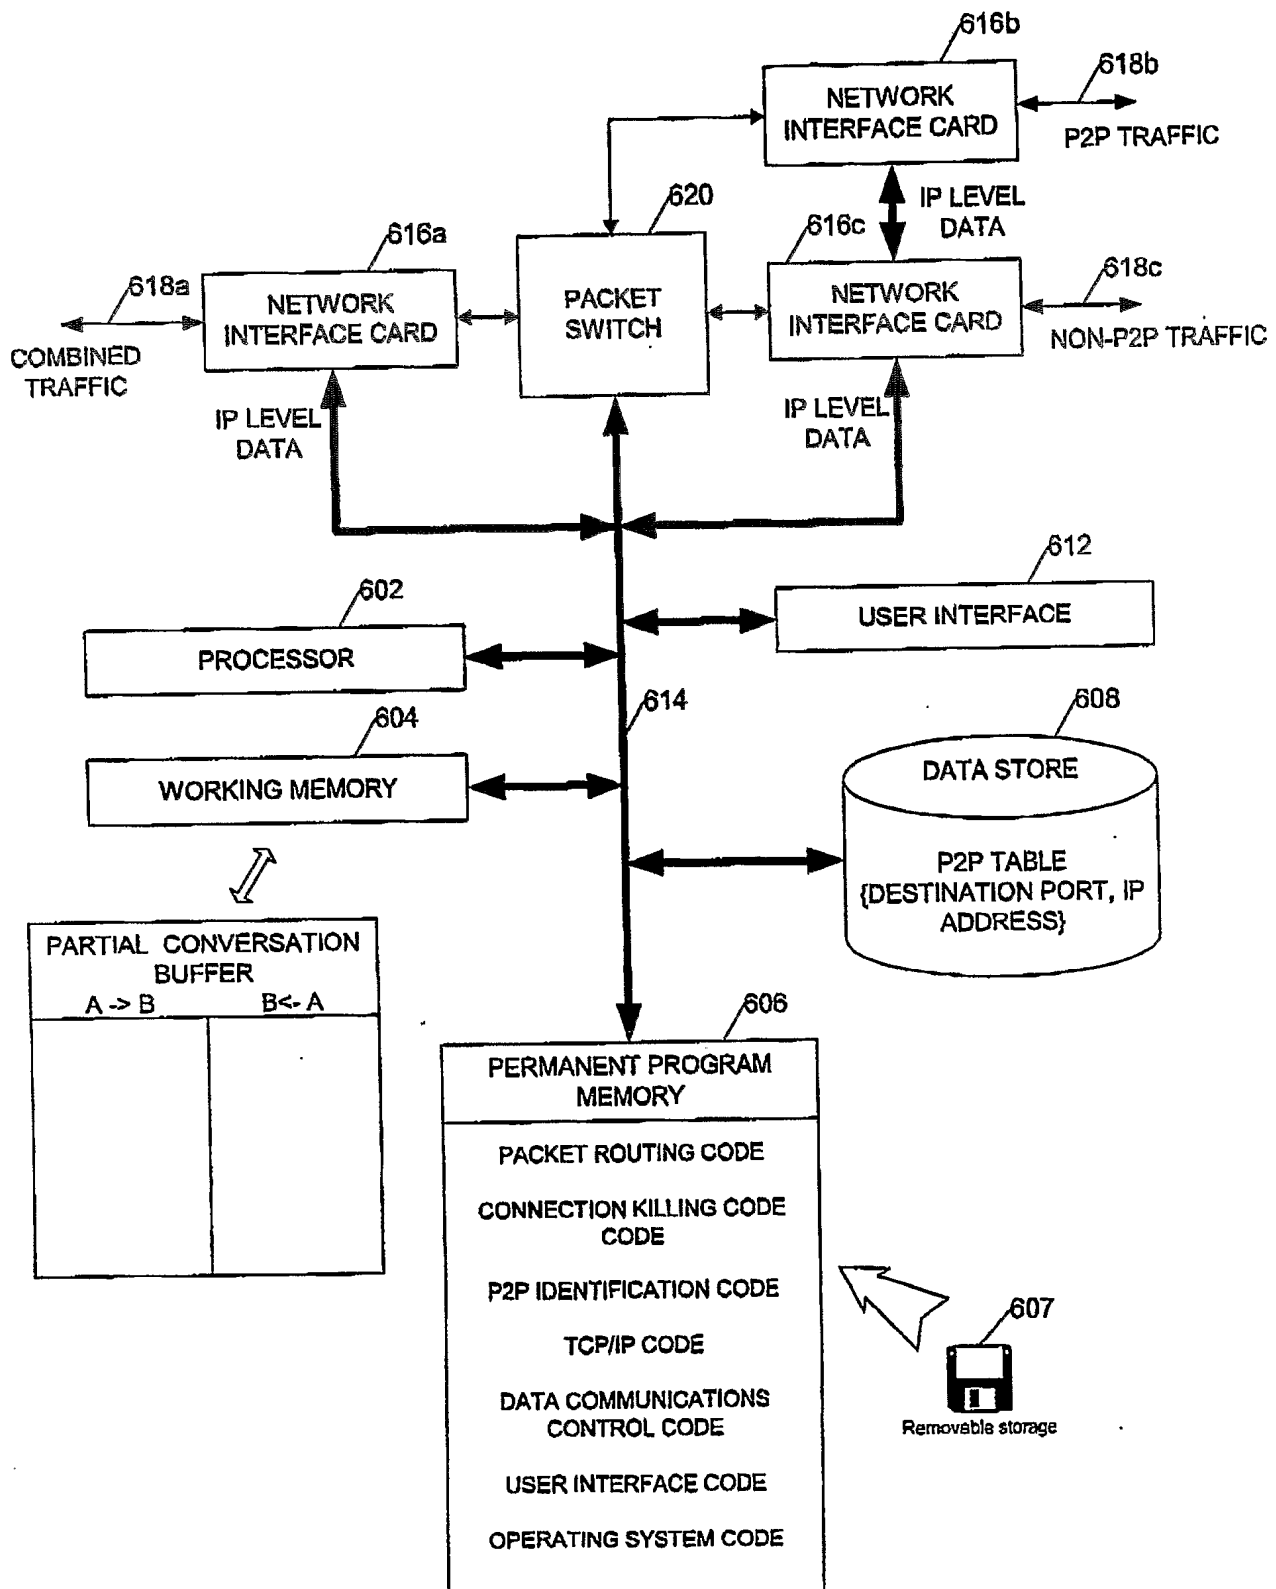 616b
NETWORK
INTERFACE CARD
618b
P2P TRAFFIC
IP LEVEL
DATA
620
616a
616c
618a
NETWORK
INTERFACE CARD
PACKET
SWITCH
NETWORK
INTERFACE CARD
618c
COMBINED
TRAFFIC
NON-P2P TRAFFIC
IP LEVEL
DATA
IP LEVEL
DATA
612
USER INTERFACE
602
PROCESSOR
614
604
WORKING MEMORY
608
DATA STORE
P2P TABLE
{DESTINATION PORT, IP
ADDRESS}
PARTIAL CONVERSATION
BUFFER
A -> B
B<- A
606
PERMANENT PROGRAM
MEMORY
PACKET ROUTING CODE
CONNECTION KILLING CODE
CODE
P2P IDENTIFICATION CODE
TCP/IP CODE
DATA COMMUNICATIONS
CONTROL CODE
USER INTERFACE CODE
OPERATING SYSTEM CODE
607
Removable storage